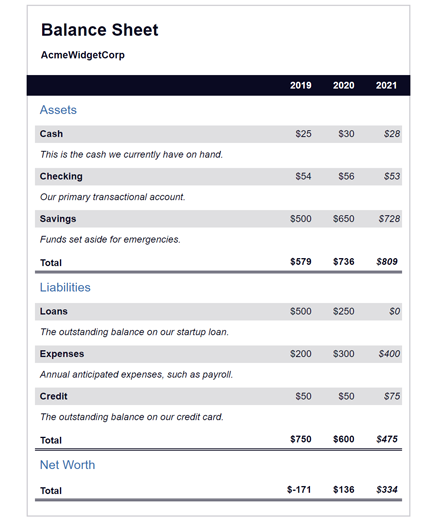 Balance Sheet
AcmeWidgetCorp
2019 2020 2021
Assets
Cash $25 $30 $28
This is the cash we currently have on hand.
Checking $54 $56 $53
Our primary transactional account.
Savings $500 $650 $728
Funds set aside for emergencies.
Total $579 $736 $809
Liabilities
Loans $500 $250 $0
The outstanding balance on our startup loan.
Expenses $200 $300 $400
Annual anticipated expenses, such as payroll.
Credit $50 $50 $75
The outstanding balance on our credit card.
Total $750 $600 $475
Net Worth
Total $-171 $136 $334